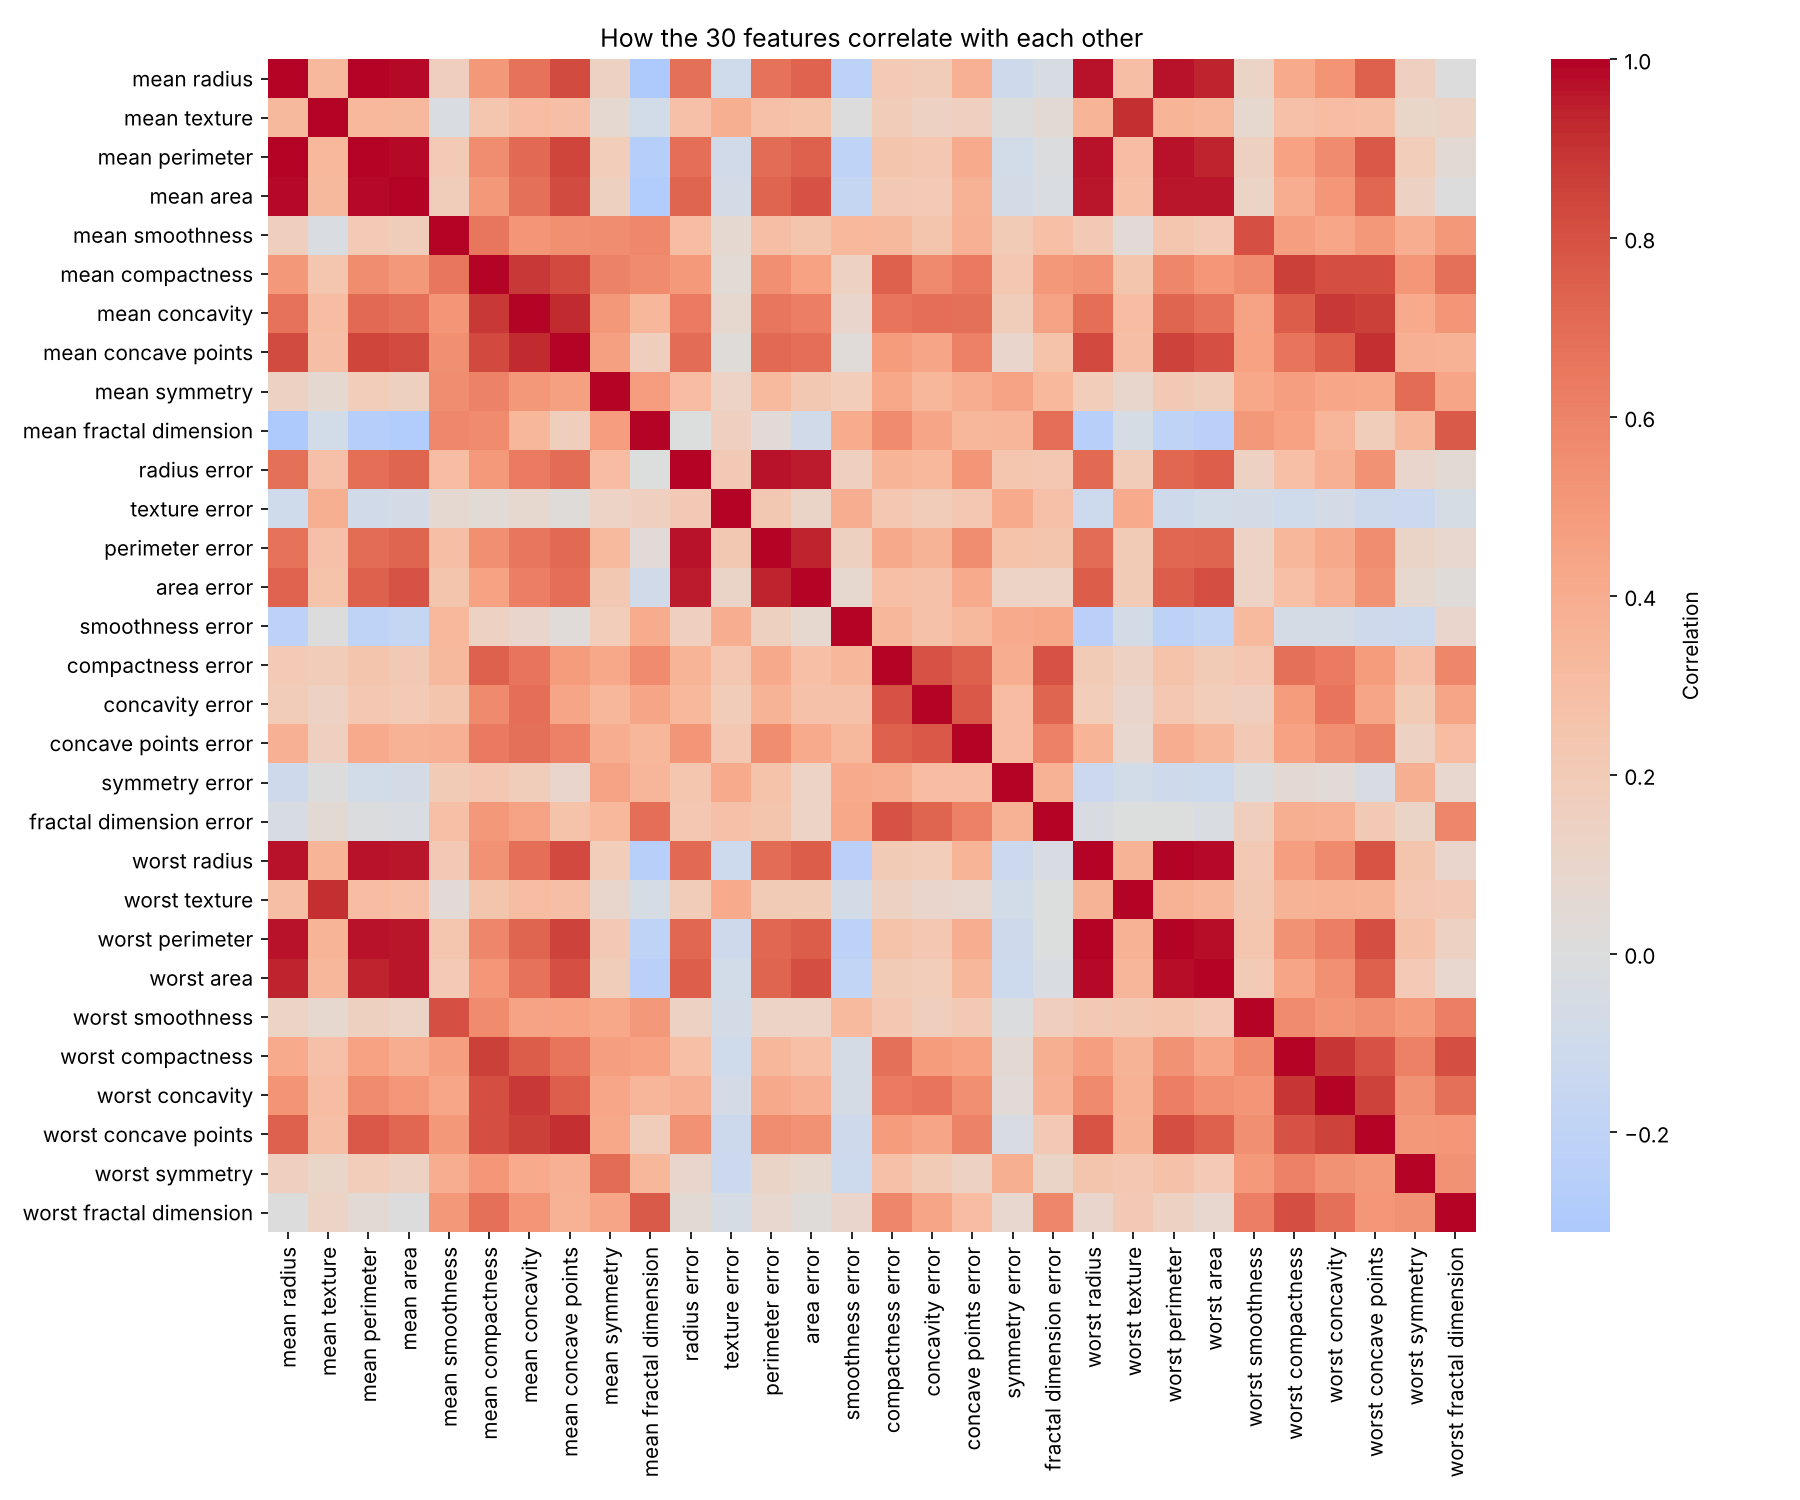 How the 30 features correlate with each other
mean radius
mean texture
mean perimeter
mean area
mean smoothness
mean compactness
mean concavity
mean concave points
mean symmetry
mean fractal dimension
radius error
texture error
perimeter error
area error
smoothness error
compactness error
concavity error
concave points error
symmetry error
fractal dimension error
worst radius
worst texture
worst perimeter
worst area
worst smoothness
worst compactness
worst concavity
worst concave points
worst symmetry
worst fractal dimension
mean radius
mean texture
mean perimeter
mean area
mean smoothness
mean compactness
mean concavity
mean concave points
mean symmetry
mean fractal dimension
radius error
texture error
perimeter error
area error
smoothness error
compactness error
concavity error
concave points error
symmetry error
fractal dimension error
worst radius
worst texture
worst perimeter
worst area
worst smoothness
worst compactness
worst concavity
worst concave points
worst symmetry
worst fractal dimension
1.0
0.8
0.6
0.4
0.2
0.0
−0.2
Correlation